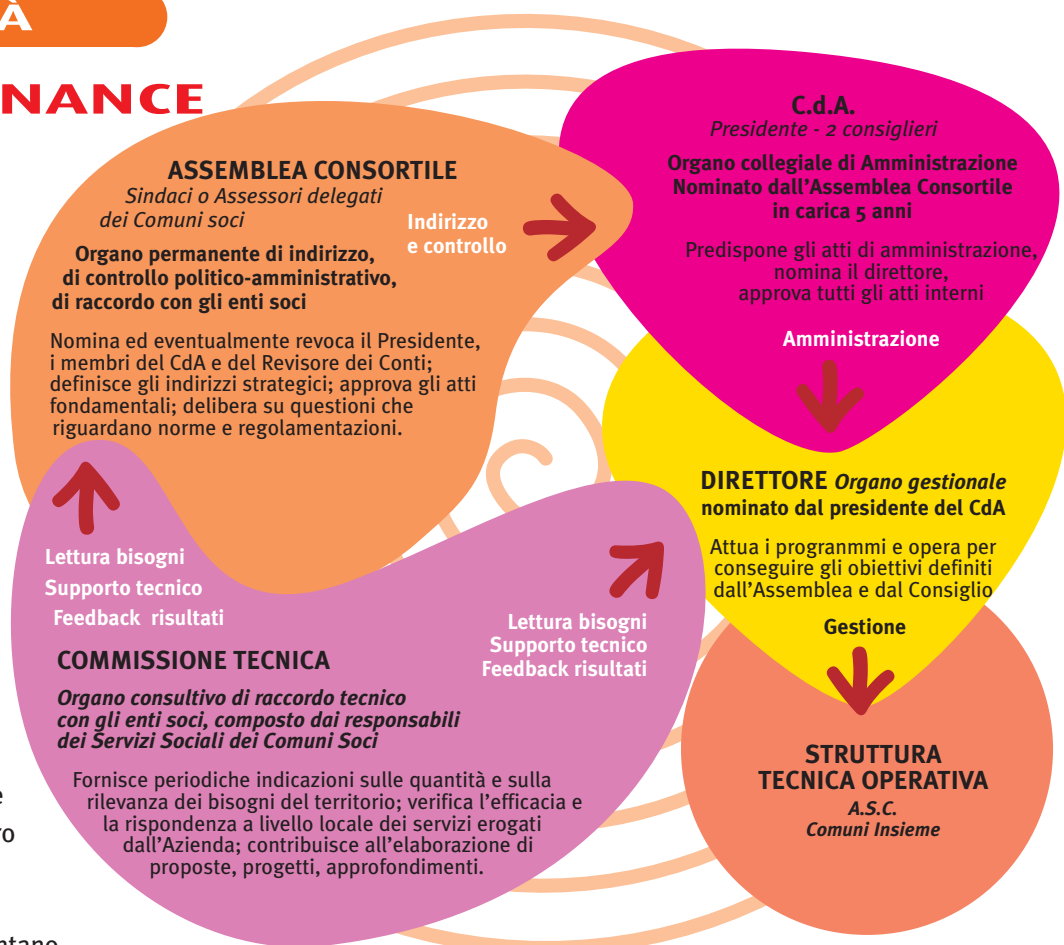 À
NANCE
ASSEMBLEA CONSORTILE
Sindaci o Assessori delegati
dei Comuni soci
Organo permanente di indirizzo,
di controllo politico-amministrativo,
di raccordo con gli enti soci
Nomina ed eventualmente revoca il Presidente,
i membri del CdA e del Revisore dei Conti;
definisce gli indirizzi strategici; approva gli atti
fondamentali; delibera su questioni che
riguardano norme e regolamentazioni.
Indirizzo
e controllo
C.d.A.
Presidente - 2 consiglieri
Organo collegiale di Amministrazione
Nominato dall'Assemblea Consortile
in carica 5 anni
Predispone gli atti di amministrazione,
nomina il direttore,
approva tutti gli atti interni
Amministrazione
DIRETTORE Organo gestionale
nominato dal presidente del CdA
Attua i programmmi e opera per
conseguire gli obiettivi definiti
dall'Assemblea e dal Consiglio
Gestione
STRUTTURA
TECNICA OPERATIVA
A.S.C.
Comuni Insieme
Lettura bisogni
Supporto tecnico
Feedback risultati
Lettura bisogni
Supporto tecnico
Feedback risultati
COMMISSIONE TECNICA
Organo consultivo di raccordo tecnico
con gli enti soci, composto dai responsabili
dei Servizi Sociali dei Comuni Soci
Fornisce periodiche indicazioni sulle quantità e sulla
rilevanza dei bisogni del territorio; verifica l'efficacia e
la rispondenza a livello locale dei servizi erogati
dall'Azienda; contribuisce all'elaborazione di
proposte, progetti, approfondimenti.
e
o
ntano